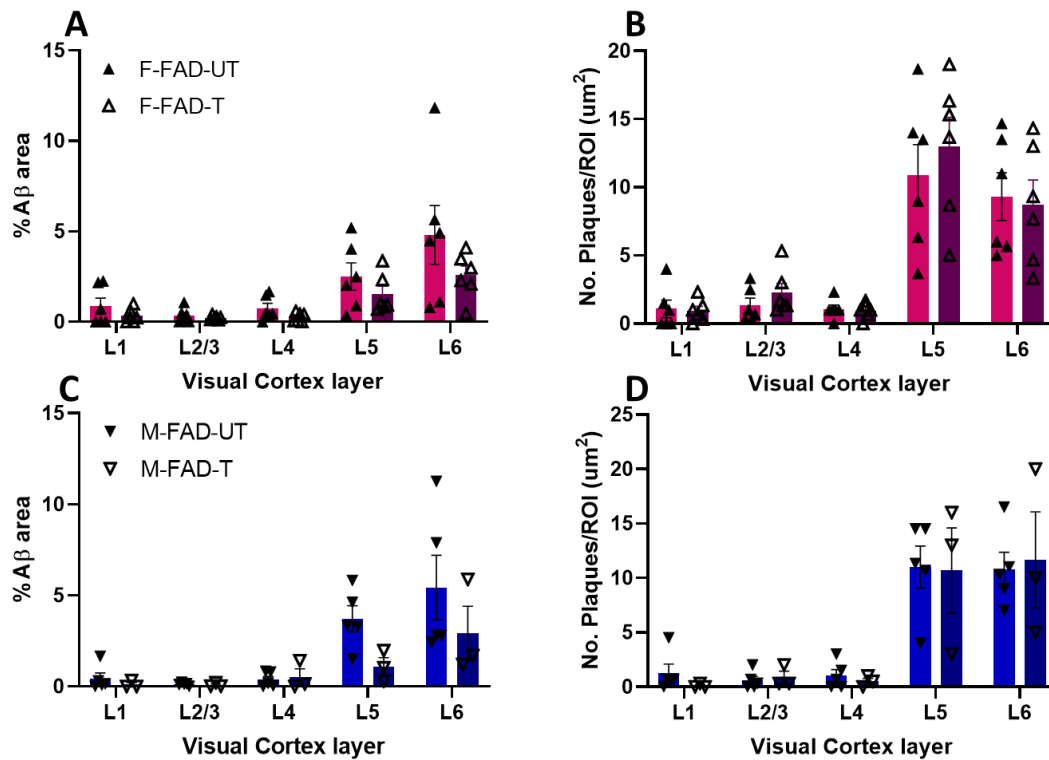 A
%Aβ area
15
10
5
0
F-FAD-UT
F-FAD-T
L1 L2/3 L4 L5 L6
Visual Cortex layer
B
No. Plaques/ROI (um²)
20
15
10
5
0
L1 L2/3 L4 L5 L6
Visual Cortex layer
C
%Aβ area
15
10
5
0
M-FAD-UT
M-FAD-T
L1 L2/3 L4 L5 L6
Visual Cortex layer
D
No. Plaques/ROI (um²)
25
20
15
10
5
0
L1 L2/3 L4 L5 L6
Visual Cortex layer